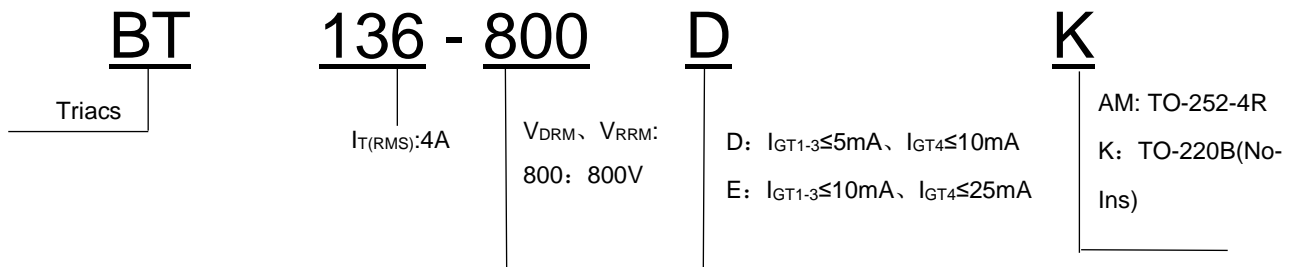 BT 136 - 800 D K
Triacs
IT(RMS):4A
VDRM、VRRM:
800：800V
D：IGT1-3≤5mA、IGT4≤10mA
E：IGT1-3≤10mA、IGT4≤25mA
AM: TO-252-4R
K：TO-220B(No-
Ins)